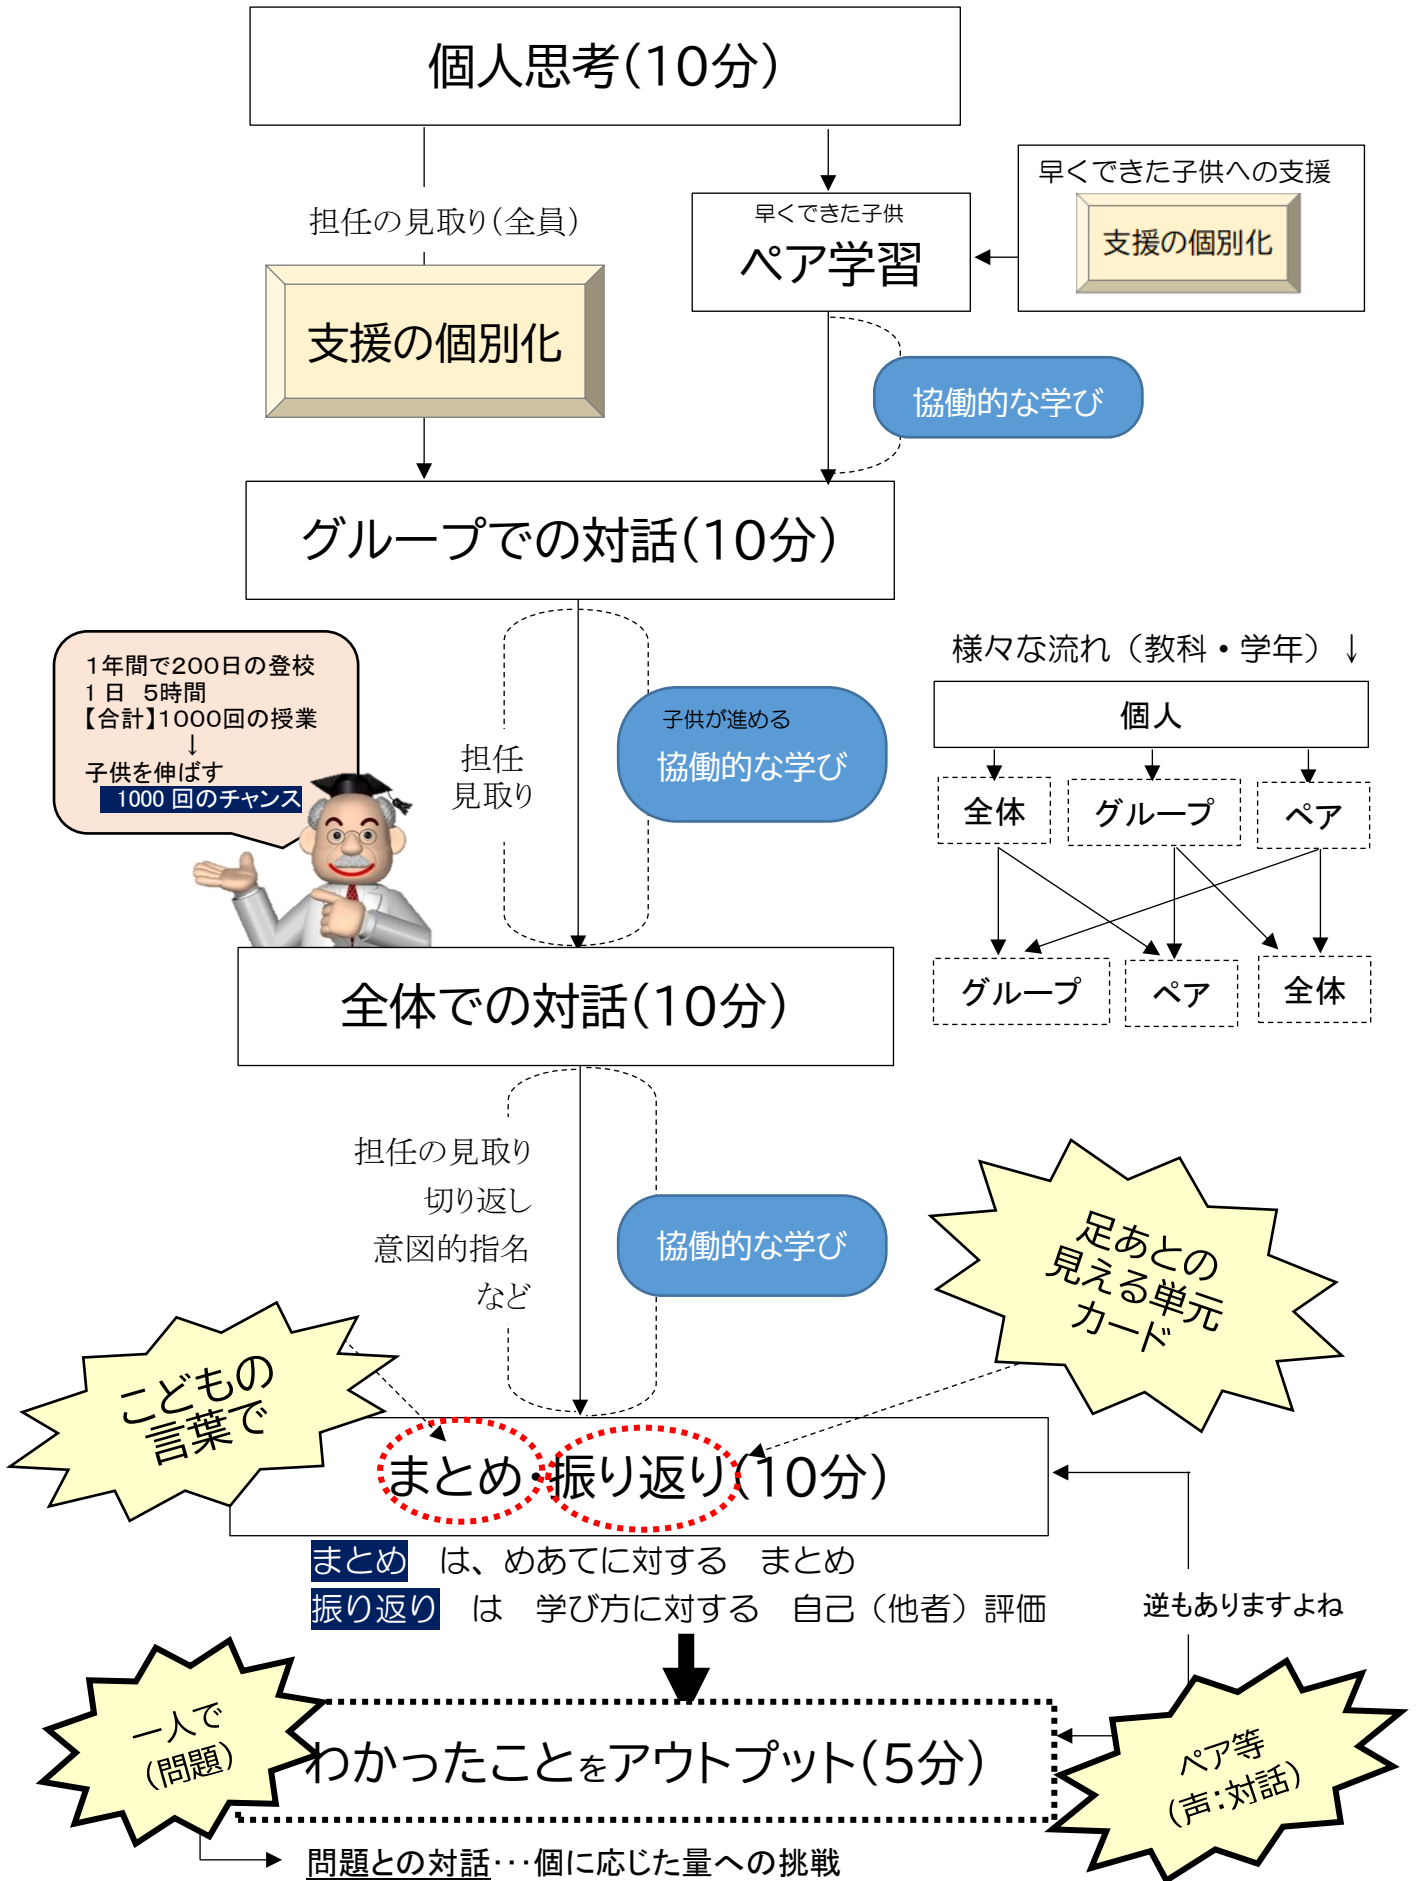 個人思考(10分)
担任の見取り(全員)
早くできた子供
ペア学習
早くできた子供への支援
支援の個別化
支援の個別化
協働的な学び
グループでの対話(10分)
1年間で200日の登校
1日 5時間
【合計】1000回の授業
↓
子供を伸ばす
1000回のチャンス
担任
見取り
子供が進める
協働的な学び
様々な流れ(教科・学年)↓
個人
全体
グループ
ペア
グループ
ペア
全体
全体での対話(10分)
担任の見取り
切り返し
意図的指名
など
協働的な学び
足あとの
見える単元
カード
こどもの
言葉で
まとめ・振り返り(10分)
まとめ は、めあてに対する まとめ
振り返り は 学び方に対する 自己(他者)評価
逆もありますよね
一人で
(問題)
わかったことをアウトプット(5分)
ペア等
(声:対話)
問題との対話・・・個に応じた量への挑戦